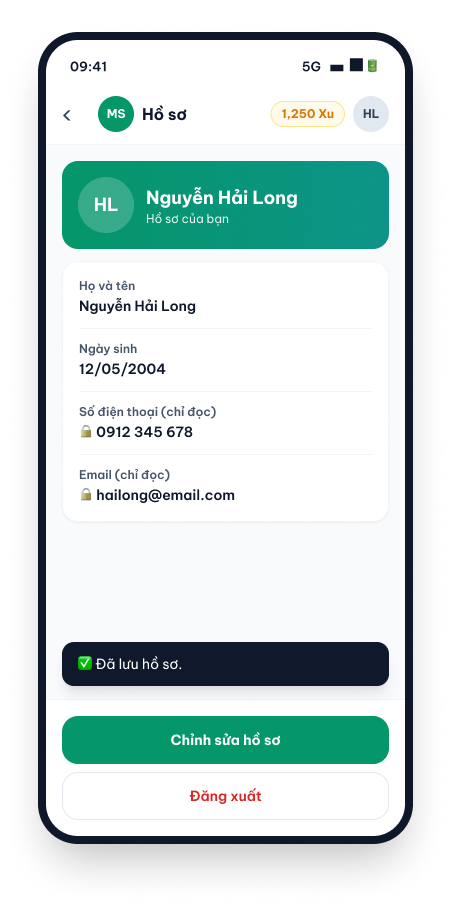 09:41
5G
MS
Hồ sơ
1,250 Xu
HL
HL
Nguyễn Hải Long
Hồ sơ của bạn
Họ và tên
Nguyễn Hải Long
Ngày sinh
12/05/2004
Số điện thoại (chỉ đọc)
0912 345 678
Email (chỉ đọc)
hailong@email.com
Đã lưu hồ sơ.
Chỉnh sửa hồ sơ
Đăng xuất